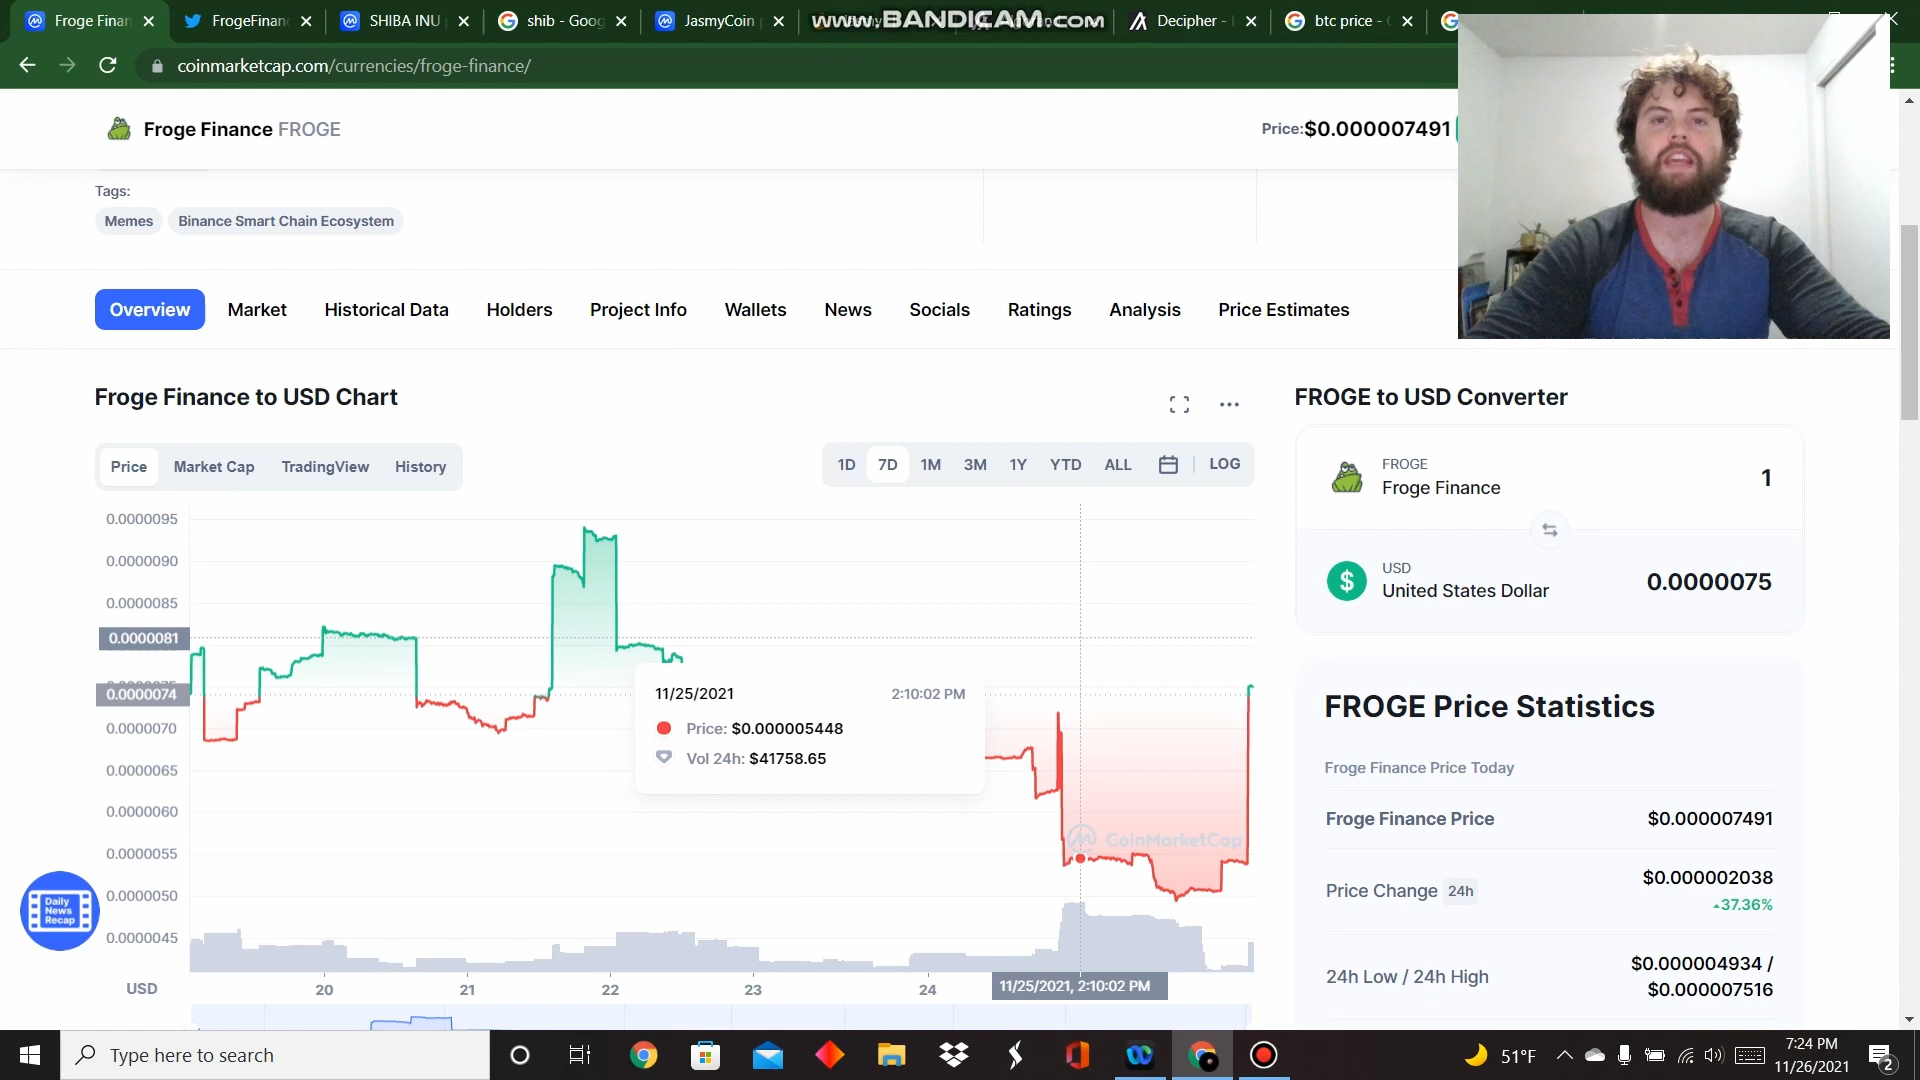 Froge Finan
FrogeFinan
SHIBA INU
shib - Goog
JasmyCoin
Decipher -
btc price -
www.BANDICAM.com
coinmarketcap.com/currencies/froge-finance/
Froge Finance FROGE
Price:$0.000007491
Tags:
Memes
Binance Smart Chain Ecosystem
Overview
Market
Historical Data
Holders
Project Info
Wallets
News
Socials
Ratings
Analysis
Price Estimates
Froge Finance to USD Chart
Price
Market Cap
TradingView
History
1D
7D
1M
3M
1Y
YTD
ALL
LOG
0.0000095
0.0000090
0.0000085
0.0000081
0.0000074
0.0000070
0.0000065
0.0000060
0.0000055
0.0000050
0.0000045
11/25/2021
2:10:02 PM
Price: $0.000005448
Vol 24h: $41758.65
CoinMarketCap
USD
20
21
22
23
24
11/25/2021, 2:10:02 PM
Daily
News
Recap
FROGE to USD Converter
FROGE
Froge Finance
1
USD
United States Dollar
0.0000075
FROGE Price Statistics
Froge Finance Price Today
Froge Finance Price
$0.000007491
Price Change 24h
$0.000002038
37.36%
24h Low / 24h High
$0.000004934 /
$0.000007516
Type here to search
51°F
7:24 PM
11/26/2021
2